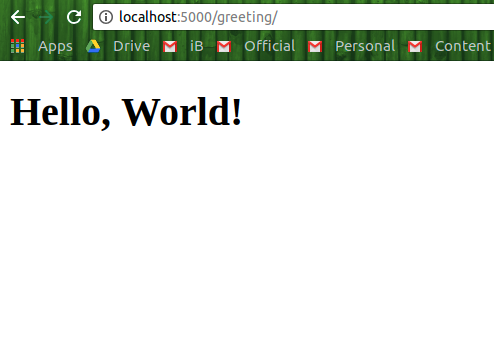 localhost:5000/greeting/
Apps Drive iB Official Personal Content
Hello, World!